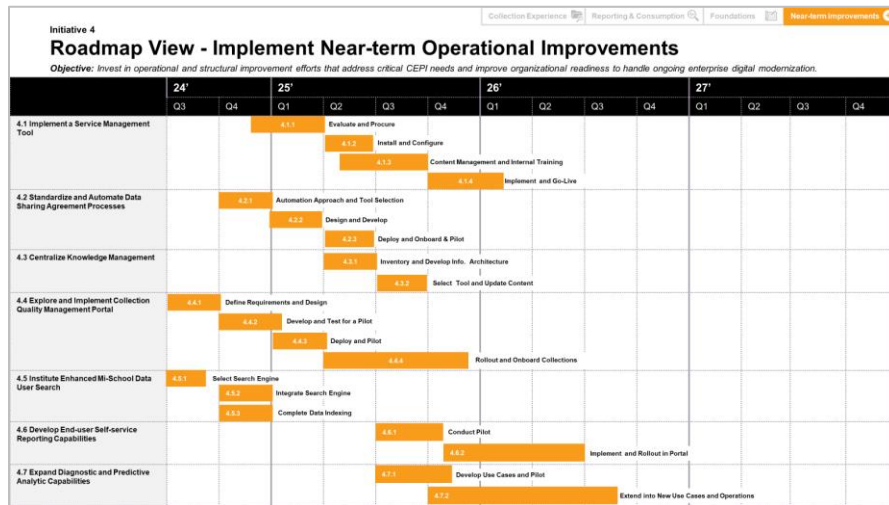 Collection Experience
Reporting & Consumption
Foundations
Near-term Improvements
Initiative 4
Roadmap View - Implement Near-term Operational Improvements
Objective: Invest in operational and structural improvement efforts that address critical CEPI needs and improve organizational readiness to handle ongoing enterprise digital modernization.
24' 25' 26' 27'
Q3 Q4 Q1 Q2 Q3 Q4 Q1 Q2 Q3 Q4 Q1 Q2 Q3 Q4
4.1 Implement a Service Management
Tool
4.1.1 Evaluate and Procure
4.1.2 Install and Configure
4.1.3 Content Management and Internal Training
4.1.4 Implement and Go-Live
4.2 Standardize and Automate Data
Sharing Agreement Processes
4.2.1 Automation Approach and Tool Selection
4.2.2 Design and Develop
4.2.3 Deploy and Onboard & Pilot
4.3 Centralize Knowledge Management
4.3.1 Inventory and Develop Info. Architecture
4.3.2 Select Tool and Update Content
4.4 Explore and Implement Collection
Quality Management Portal
4.4.1 Define Requirements and Design
4.4.2 Develop and Test for a Pilot
4.4.3 Deploy and Pilot
4.4.4 Rollout and Onboard Collections
4.5 Institute Enhanced Mi-School Data
User Search
4.5.1 Select Search Engine
4.5.2 Integrate Search Engine
4.5.3 Complete Data Indexing
4.6 Develop End-user Self-service
Reporting Capabilities
4.6.1 Conduct Pilot
4.6.2 Implement and Rollout in Portal
4.7 Expand Diagnostic and Predictive
Analytic Capabilities
4.7.1 Develop Use Cases and Pilot
4.7.2 Extend into New Use Cases and Operations